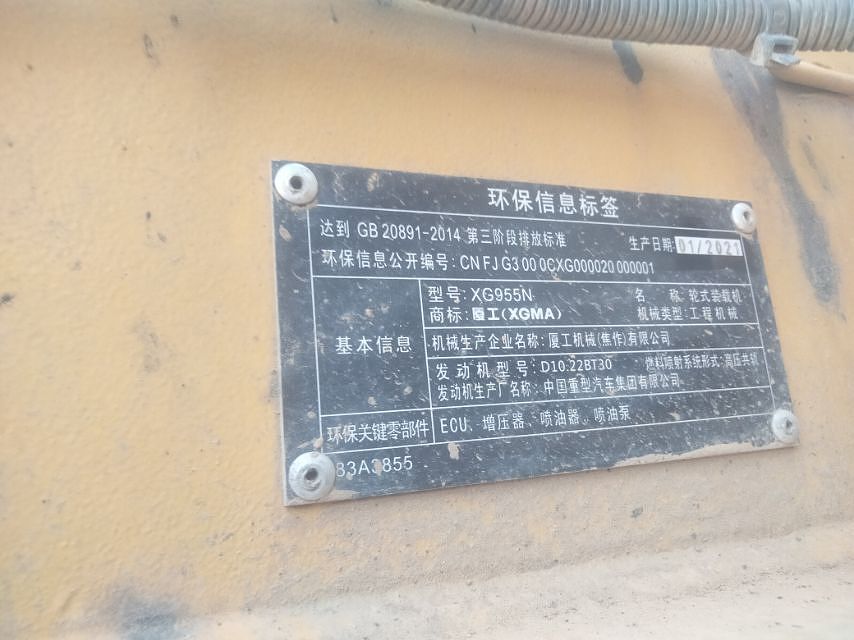 环保信息标签
达到 GB 20891-2014 第三阶段排放标准 生产日期: 01/2021
环保信息公开编号: CN FJ G3 00 0CXG000020 000001
基本信息
型号: XG955N 名 称: 轮式装载机
商标: 厦工(XGMA) 机械类型: 工程机械
机械生产企业名称: 厦工机械(焦作)有限公司
发动机型号: D10.22BT30 燃料喷射系统形式: 高压共轨
发动机生产厂名称: 中国重型汽车集团有限公司
环保关键零部件 ECU、增压器、喷油器、喷油泵
83A3855